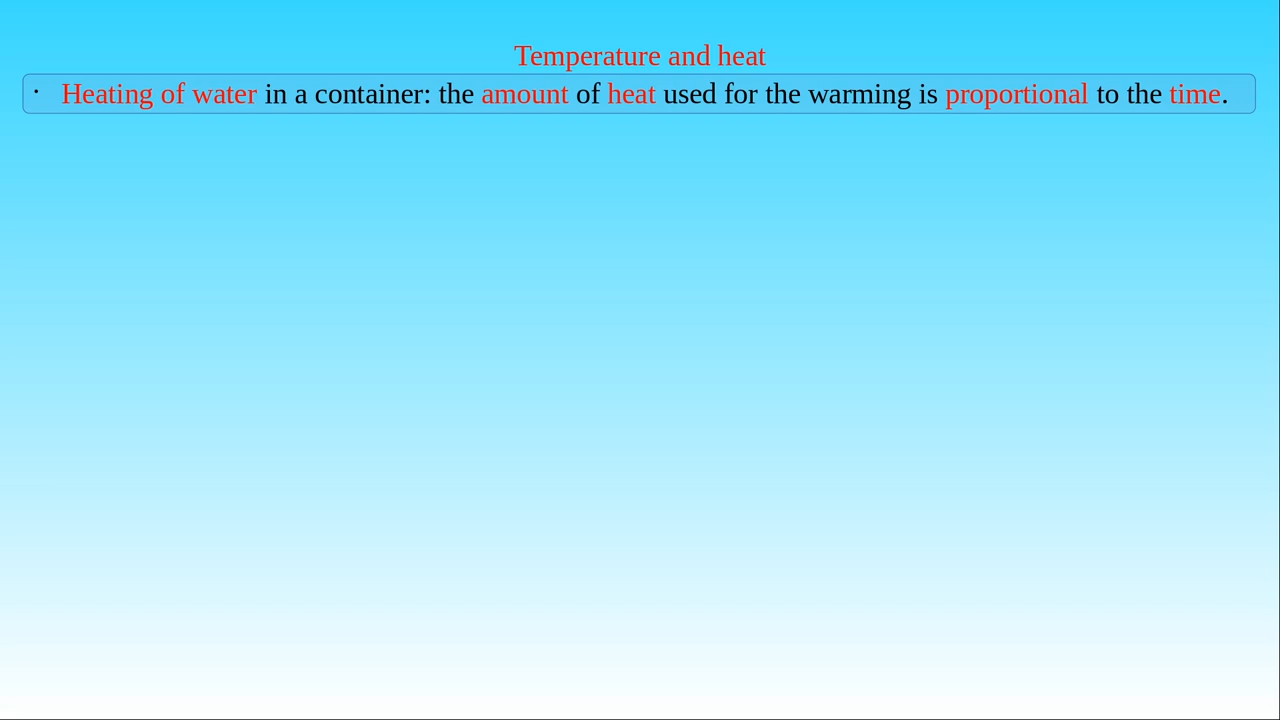 Temperature and heat
• Heating of water in a container: the amount of heat used for the warming is proportional to the time.